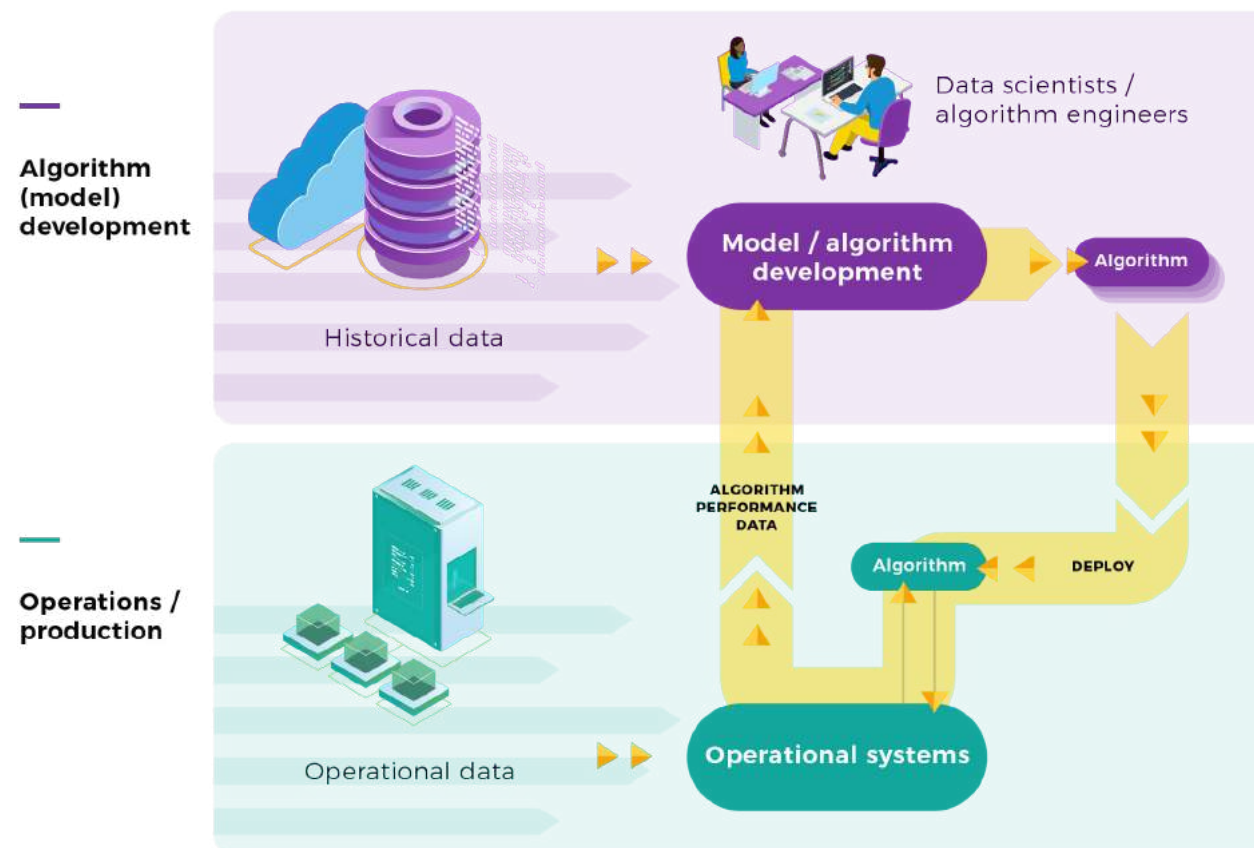 Data scientists /
algorithm engineers
Algorithm
(model)
development
Model / algorithm
development
Algorithm
Historical data
ALGORITHM
PERFORMANCE
DATA
Algorithm
DEPLOY
Operations /
production
Operational systems
Operational data